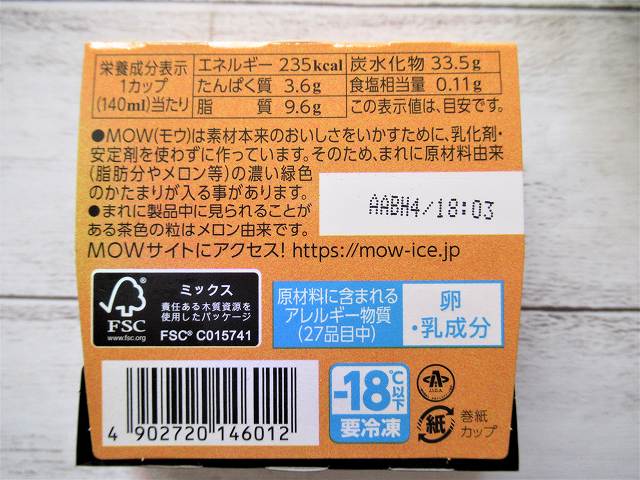 栄養成分表示
1カップ
(140ml)当たり
エネルギー 235kcal
炭水化物 33.5g
たんぱく質 3.6g
食塩相当量 0.11g
脂 質 9.6g
この表示値は、目安です。
●MOW(モウ)は素材本来のおいしさをいかすために、乳化剤・
安定剤を使わずに作っています。そのため、まれに原材料由来
(脂肪分やメロン等)の濃い緑色
のかたまりが入る事があります。
●まれに製品中に見られることが
ある茶色の粒はメロン由来です。
AABH4/18:03
MOWサイトにアクセス! https://mow-ice.jp
FSC
www.fsc.org
ミックス
責任ある木質資源を
使用したパッケージ
FSC® C015741
原材料に含まれる
アレルギー物質
(27品目中)
卵
・乳成分
4 902720 146012
-18℃以下
要冷凍
紙
巻紙
カップ